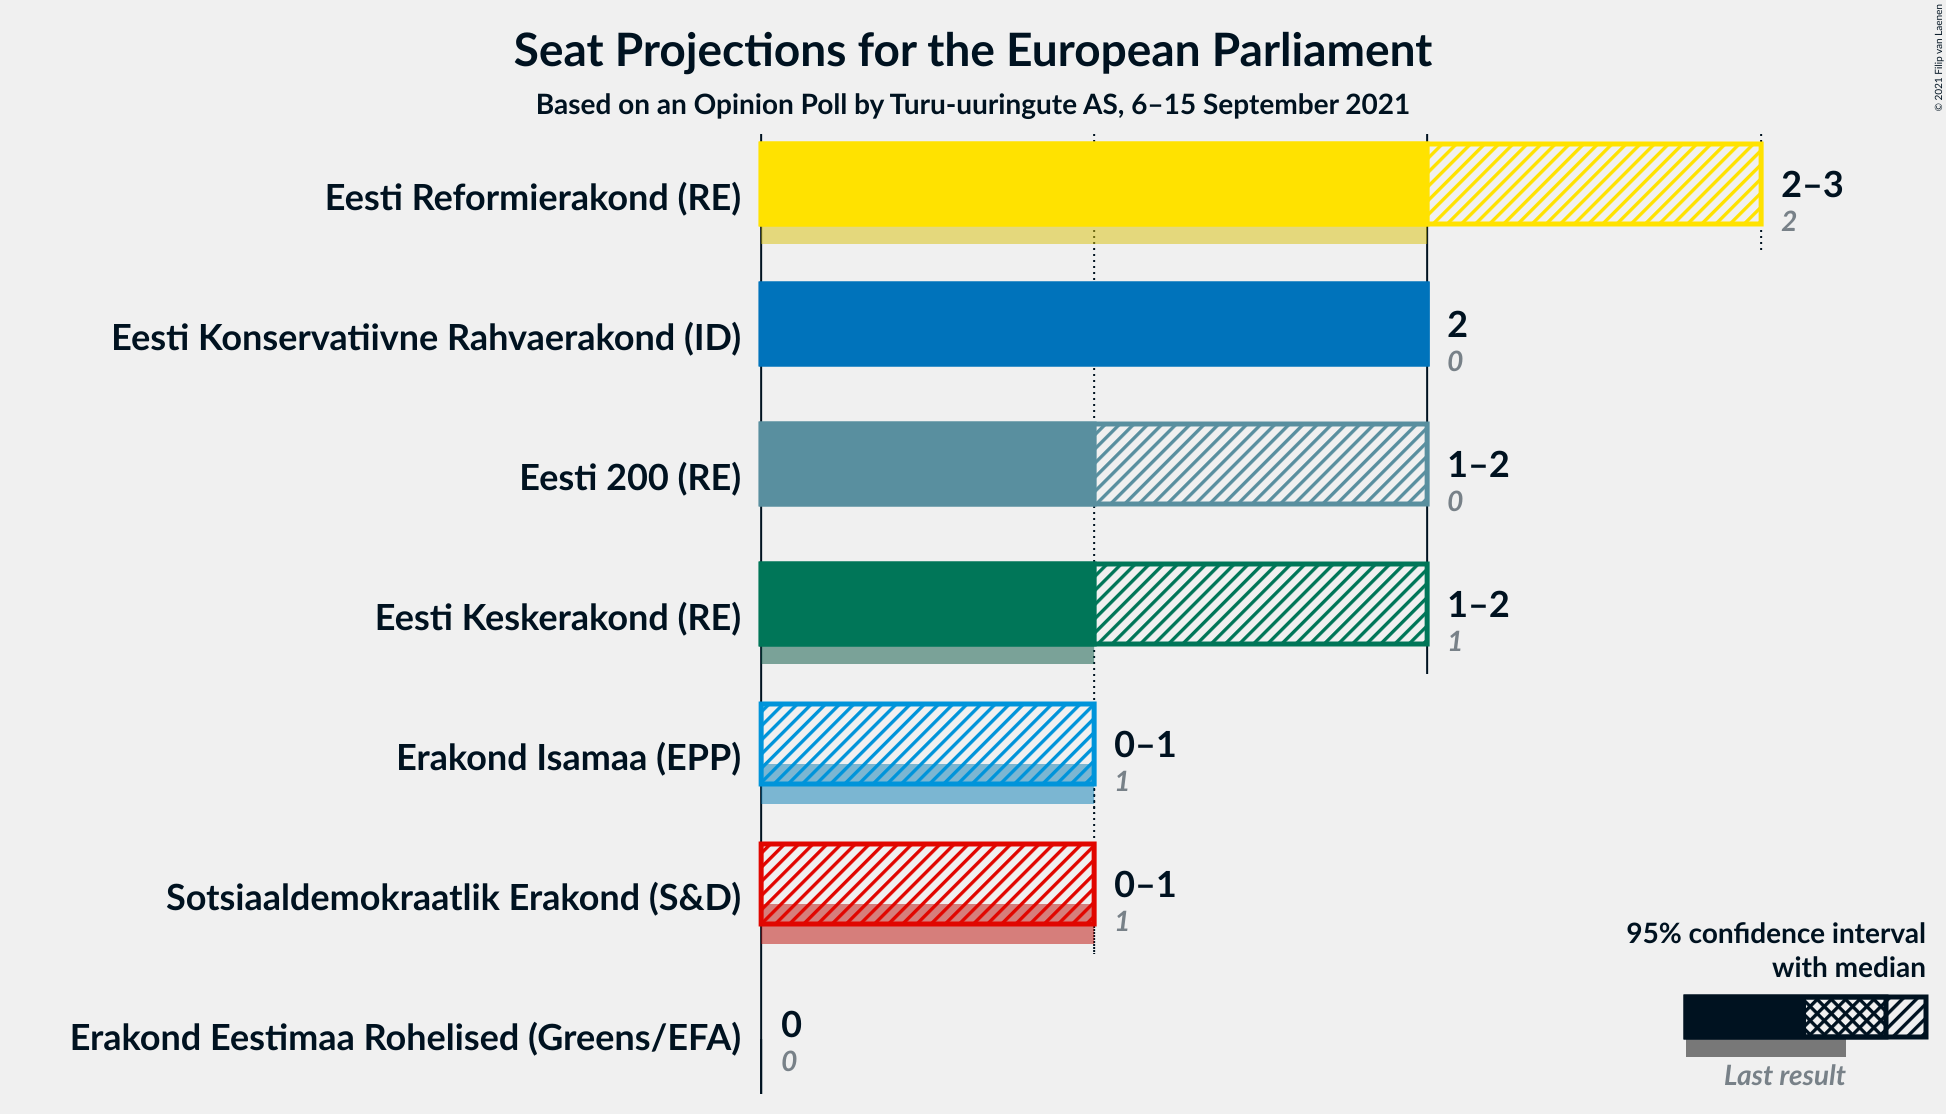 Seat Projections for the European Parliament
Based on an Opinion Poll by Turu-uuringute AS, 6–15 September 2021
© 2021 Filip van Laenen
Eesti Reformierakond (RE)
2–3
2
Eesti Konservatiivne Rahvaerakond (ID)
2
0
Eesti 200 (RE)
1–2
0
Eesti Keskerakond (RE)
1–2
1
Erakond Isamaa (EPP)
0–1
1
Sotsiaaldemokraatlik Erakond (S&D)
0–1
1
Erakond Eestimaa Rohelised (Greens/EFA)
0
0
95% confidence interval
with median
Last result